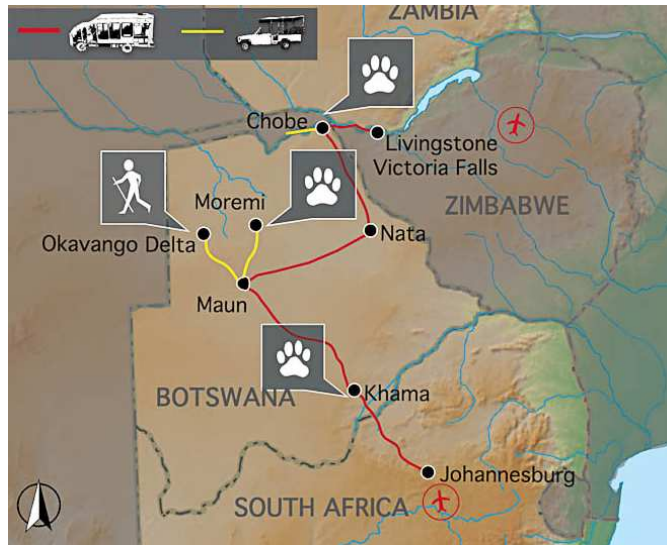 ZAMBIA
Chobe
Livingstone
Victoria Falls
Moremi
ZIMBABWE
Okavango Delta
Nata
Maun
BOTSWANA
Khama
Johannesburg
SOUTH AFRICA